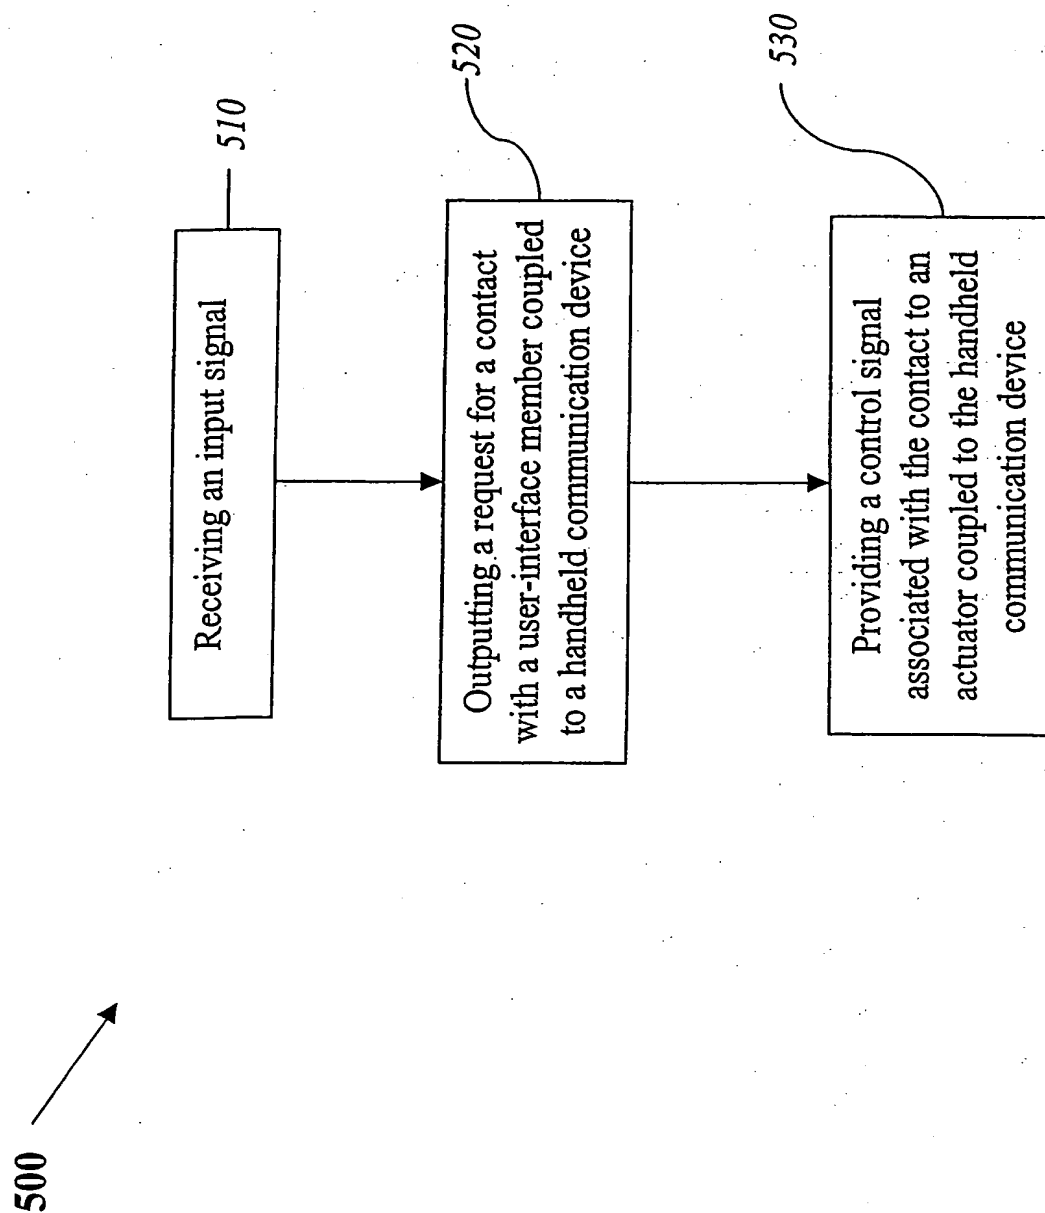 500
Receiving an input signal
510
Outputting a request for a contact
with a user-interface member coupled
to a handheld communication device
520
Providing a control signal
associated with the contact to an
actuator coupled to the handheld
communication device
530